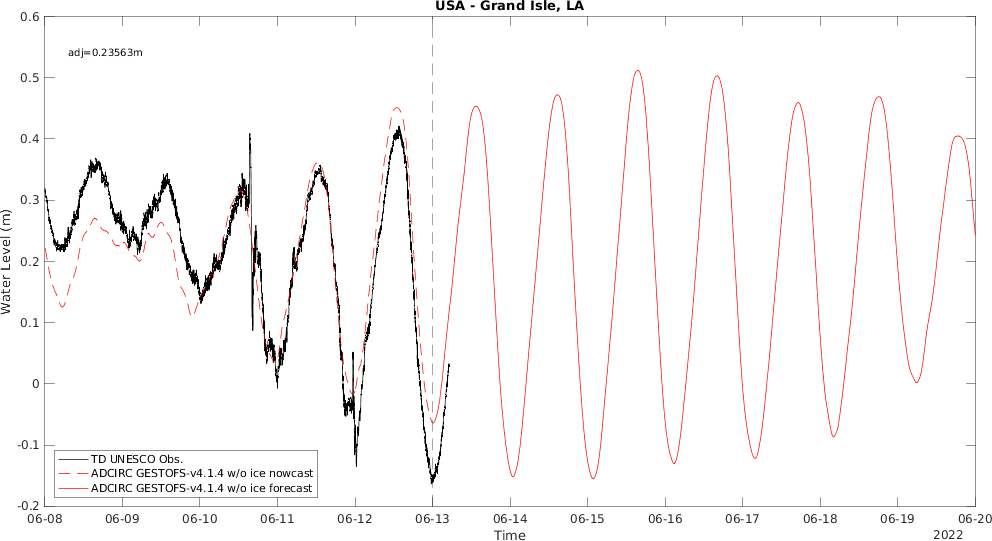 USA - Grand Isle, LA
adj=0.23563m
Water Level (m)
0.6
0.5
0.4
0.3
0.2
0.1
0
-0.1
-0.2
TD UNESCO Obs.
ADCIRC GESTOFS-v4.1.4 w/o ice nowcast
ADCIRC GESTOFS-v4.1.4 w/o ice forecast
06-08 06-09 06-10 06-11 06-12 06-13 06-14 06-15 06-16 06-17 06-18 06-19 06-20
Time
2022